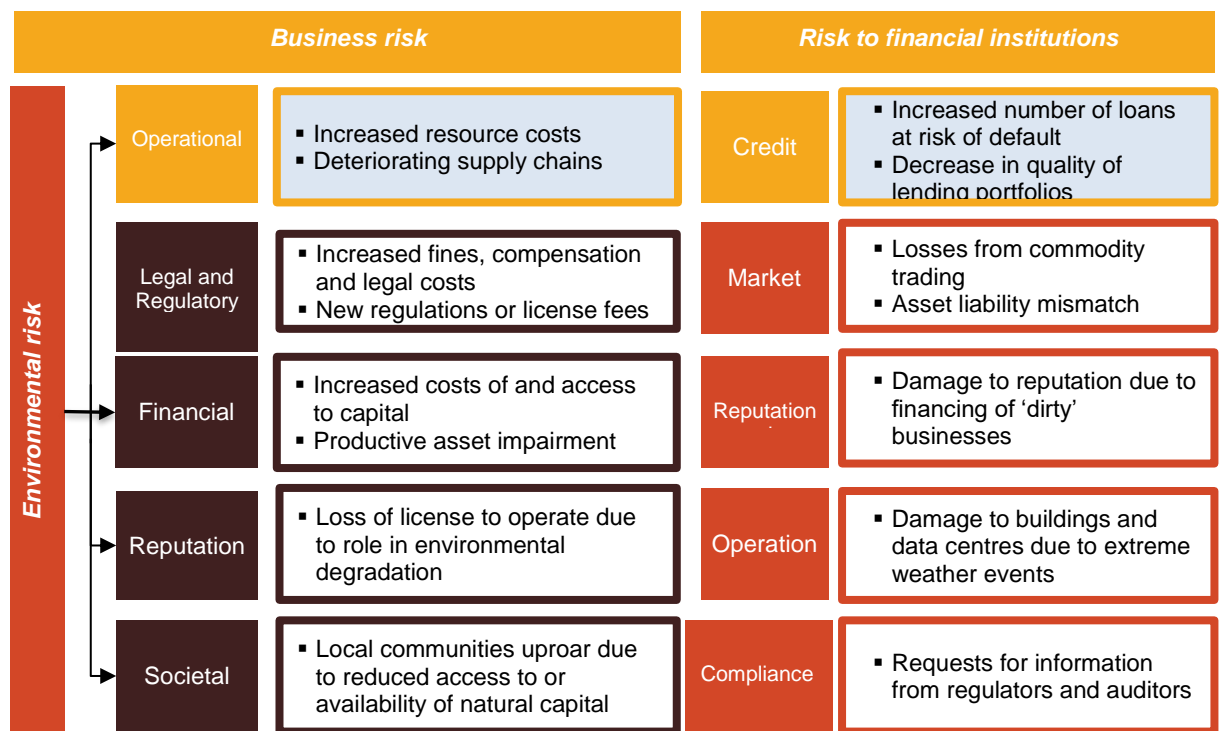 Business risk
Risk to financial institutions
Environmental risk
Operational
▪ Increased resource costs
▪ Deteriorating supply chains
Credit
▪ Increased number of loans
at risk of default
▪ Decrease in quality of
lending portfolios
Legal and
Regulatory
▪ Increased fines, compensation
and legal costs
▪ New regulations or license fees
Market
▪ Losses from commodity
trading
▪ Asset liability mismatch
Financial
▪ Increased costs of and access
to capital
▪ Productive asset impairment
Reputation
▪ Damage to reputation due to
financing of ‘dirty’
businesses
Reputation
▪ Loss of license to operate due
to role in environmental
degradation
Operation
▪ Damage to buildings and
data centres due to extreme
weather events
Societal
▪ Local communities uproar due
to reduced access to or
availability of natural capital
Compliance
▪ Requests for information
from regulators and auditors